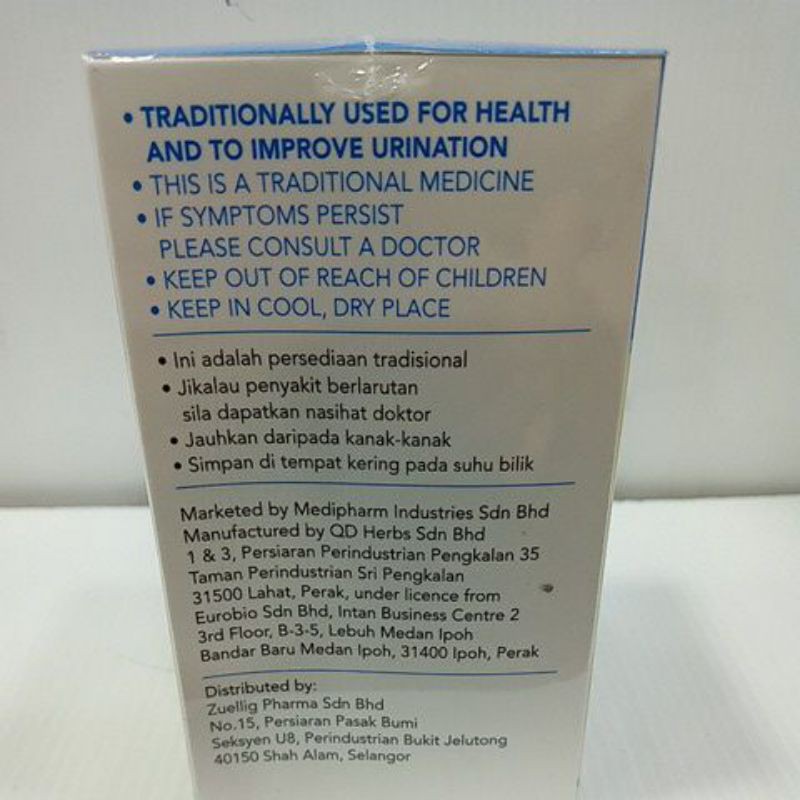 • TRADITIONALLY USED FOR HEALTH
AND TO IMPROVE URINATION
• THIS IS A TRADITIONAL MEDICINE
• IF SYMPTOMS PERSIST
PLEASE CONSULT A DOCTOR
• KEEP OUT OF REACH OF CHILDREN
• KEEP IN COOL, DRY PLACE
• Ini adalah persediaan tradisional
• Jikalau penyakit berlarutan
sila dapatkan nasihat doktor
• Jauhkan daripada kanak-kanak
• Simpan di tempat kering pada suhu bilik
Marketed by Medipharm Industries Sdn Bhd
Manufactured by QD Herbs Sdn Bhd
1 & 3, Persiaran Perindustrian Pengkalan 35
Taman Perindustrian Sri Pengkalan
31500 Lahat, Perak, under licence from
Eurobio Sdn Bhd, Intan Business Centre 2
3rd Floor, B-3-5, Lebuh Medan Ipoh
Bandar Baru Medan Ipoh, 31400 Ipoh, Perak
Distributed by:
Zuellig Pharma Sdn Bhd
No.15, Persiaran Pasak Bumi
Seksyen U8, Perindustrian Bukit Jelutong
40150 Shah Alam, Selangor